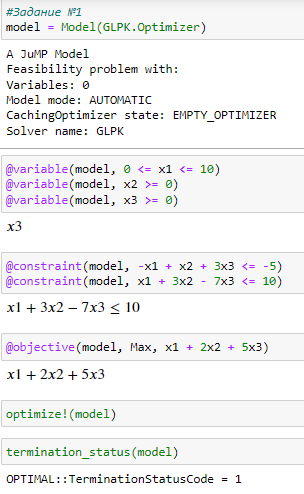 #Задание №1
model = Model(GLPK.Optimizer)
A JuMP Model
Feasibility problem with:
Variables: 0
Model mode: AUTOMATIC
CachingOptimizer state: EMPTY_OPTIMIZER
Solver name: GLPK
@variable(model, 0 <= x1 <= 10)
@variable(model, x2 >= 0)
@variable(model, x3 >= 0)
x3
@constraint(model, -x1 + x2 + 3x3 <= -5)
@constraint(model, x1 + 3x2 - 7x3 <= 10)
x1 + 3x2 − 7x3 ≤ 10
@objective(model, Max, x1 + 2x2 + 5x3)
x1 + 2x2 + 5x3
optimize!(model)
termination_status(model)
OPTIMAL::TerminationStatusCode = 1